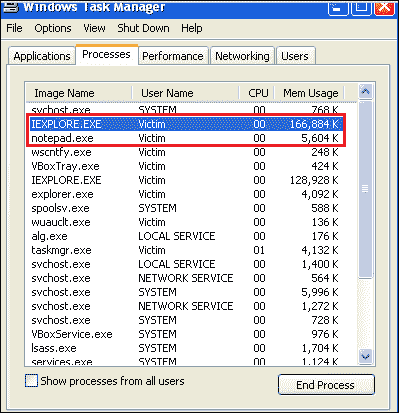 Windows Task Manager
File Options View Shut Down Help
Applications Processes Performance Networking Users
Image Name User Name CPU Mem Usage
svchost.exe SYSTEM 00 768 K
IEXPLORE.EXE Victim 00 166,884 K
notepad.exe Victim 00 5,604 K
wscntfy.exe Victim 00 248 K
VBoxTray.exe Victim 00 424 K
IEXPLORE.EXE Victim 00 128,928 K
explorer.exe Victim 00 4,092 K
spoolsv.exe SYSTEM 00 588 K
wuauclt.exe Victim 00 136 K
alg.exe LOCAL SERVICE 00 176 K
taskmgr.exe Victim 01 4,132 K
svchost.exe LOCAL SERVICE 00 1,400 K
svchost.exe NETWORK SERVICE 00 564 K
svchost.exe SYSTEM 00 5,996 K
svchost.exe NETWORK SERVICE 00 1,272 K
svchost.exe SYSTEM 00 728 K
VBoxService.exe SYSTEM 00 976 K
lsass.exe SYSTEM 00 1,704 K
services.exe SYSTEM 00 1,124 K
Show processes from all users
End Process